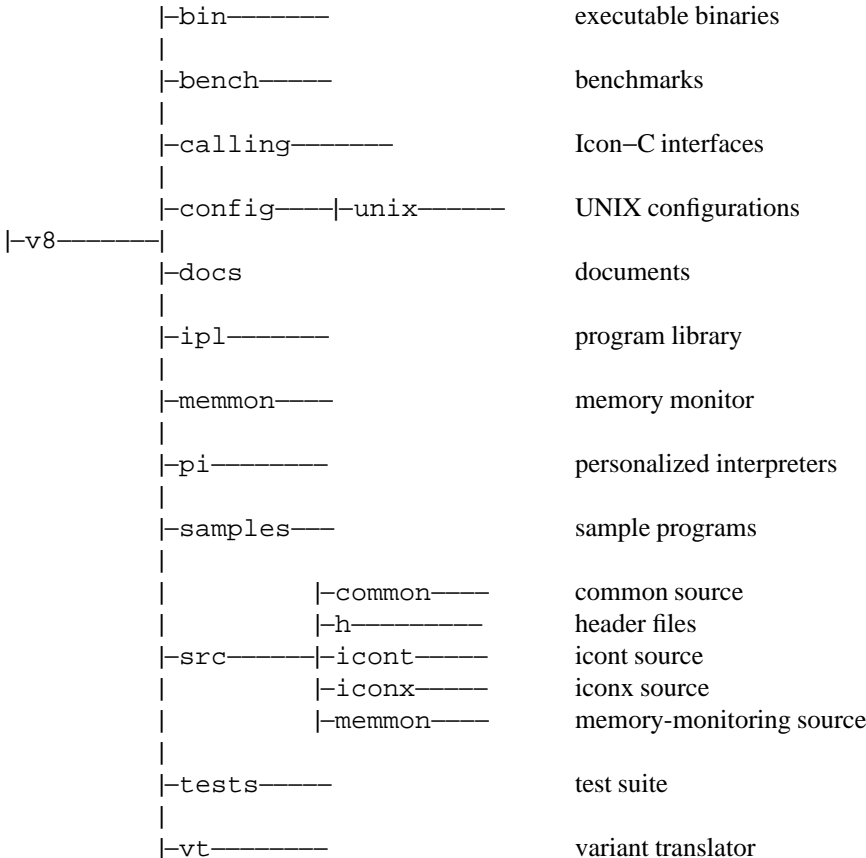 |–bin––––––– executable binaries
|
|–bench––––– benchmarks
|
|–calling––––––– Icon–C interfaces
|
|–config––––|–unix–––––– UNIX configurations
|–v8–––––––|
|–docs documents
|
|–ipl––––––– program library
|
|–memmon–––– memory monitor
|
|–pi–––––––– personalized interpreters
|
|–samples––– sample programs
|
| |–common–––– common source
| |–h––––––––– header files
|–src––––––|–icont––––– icont source
| |–iconx––––– iconx source
| |–memmon–––– memory-monitoring source
|
|–tests––––– test suite
|
|–vt–––––––– variant translator